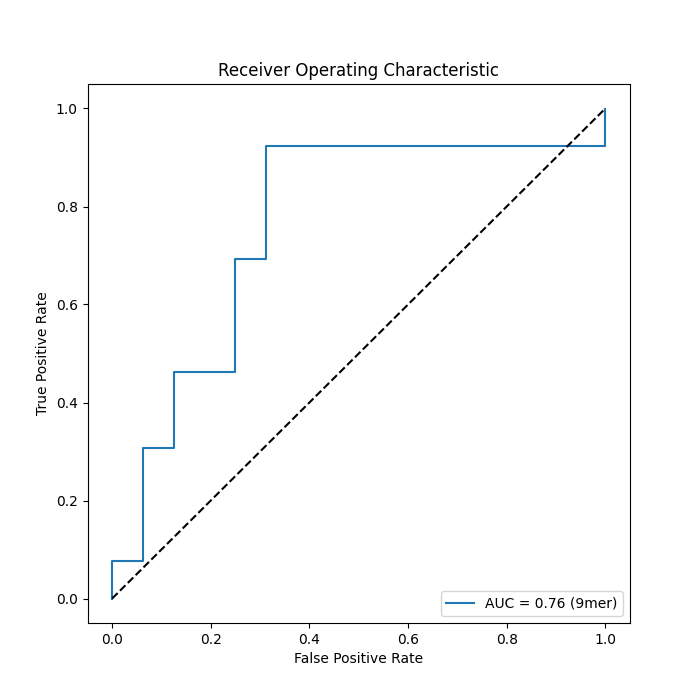 Receiver Operating Characteristic
True Positive Rate
1.0
0.8
0.6
0.4
0.2
0.0
AUC = 0.76 (9mer)
0.0 0.2 0.4 0.6 0.8 1.0
False Positive Rate